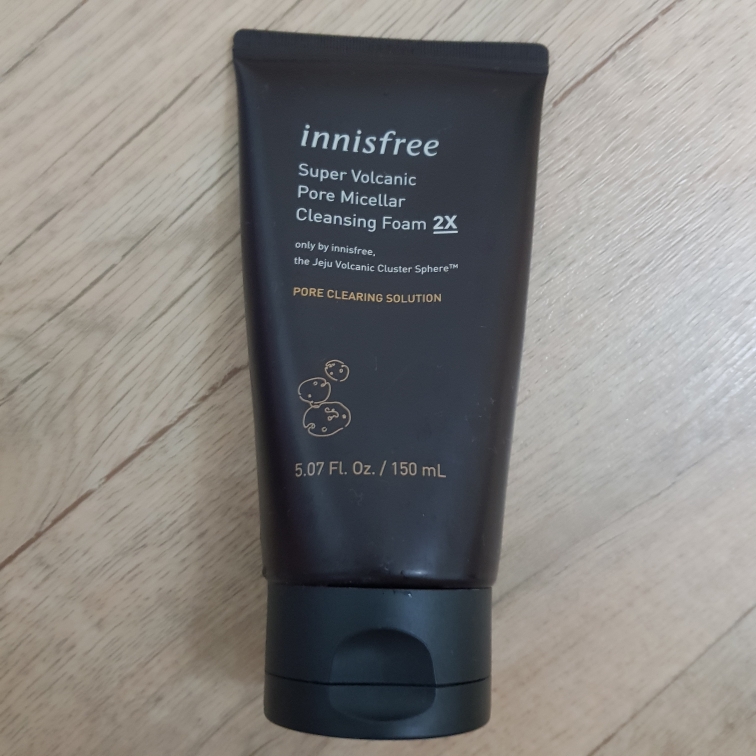 innisfree
Super Volcanic
Pore Micellar
Cleansing Foam 2X
only by innisfree,
the Jeju Volcanic Cluster Sphere™
PORE CLEARING SOLUTION
5.07 Fl. Oz. / 150 mL